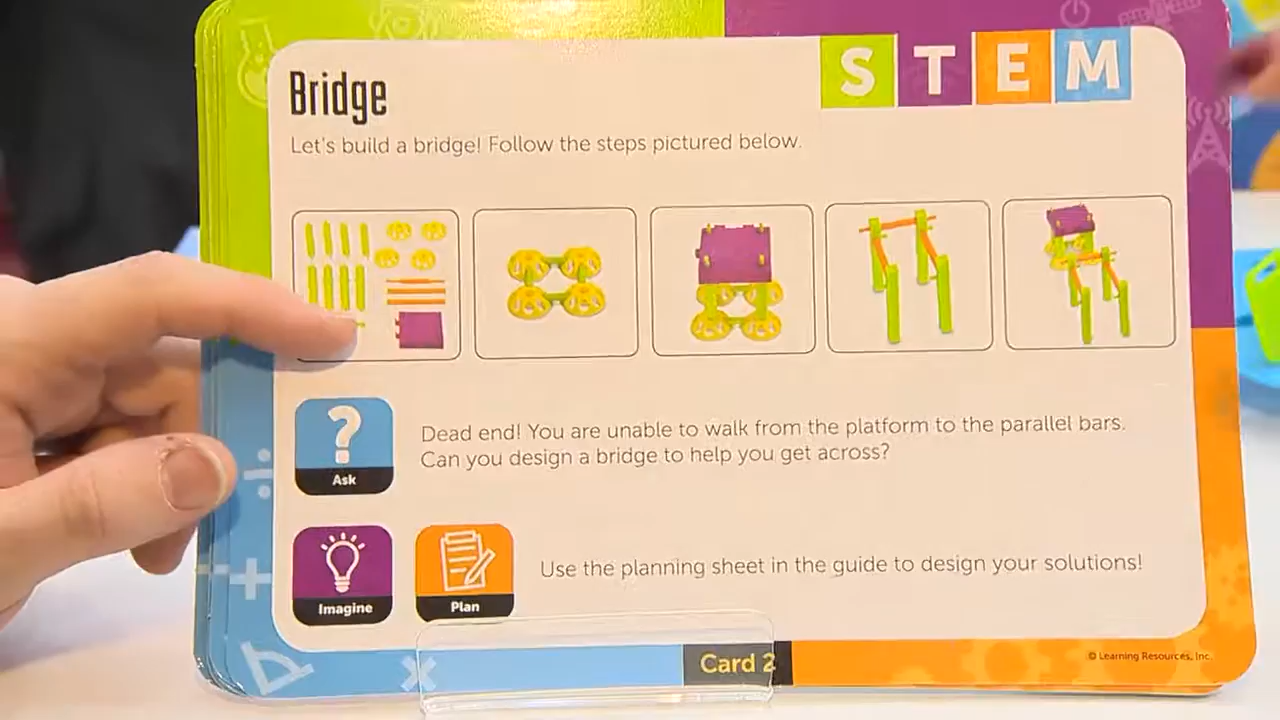 STEM
Bridge
Let's build a bridge! Follow the steps pictured below.
Dead end! You are unable to walk from the platform to the parallel bars.
Can you design a bridge to help you get across?
Ask
Use the planning sheet in the guide to design your solutions!
Imagine
Plan
Card 2
© Learning Resources, Inc.